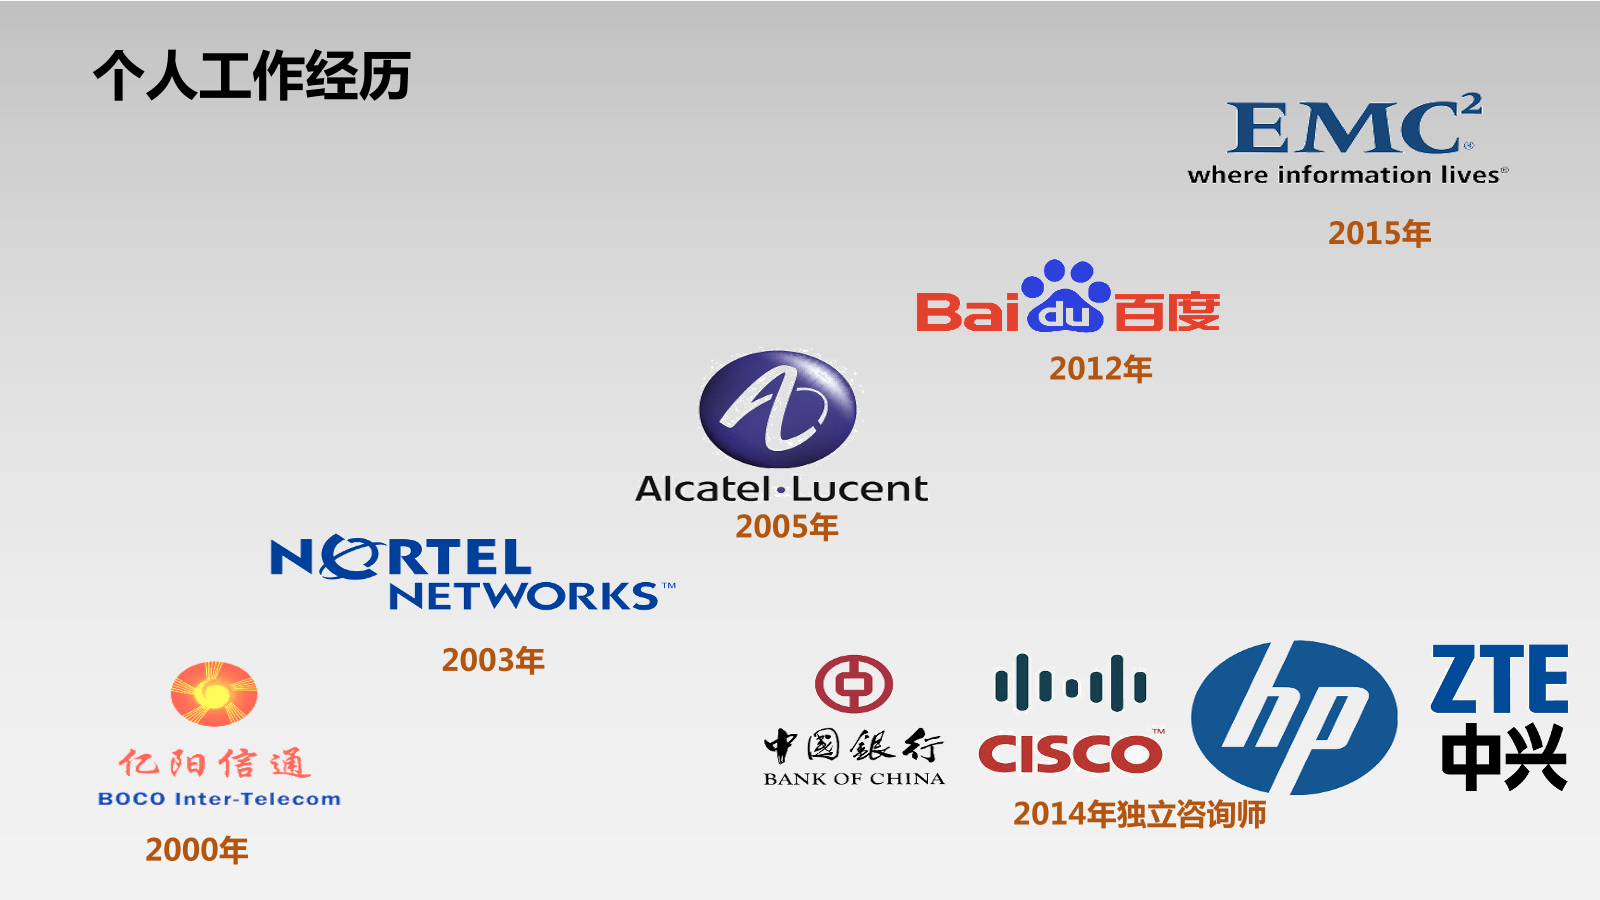 个人工作经历
EMC²®
where information lives®
2015年
Bai du 百度
2012年
Alcatel·Lucent
2005年
NORTEL
NETWORKS™
2003年
亿阳信通
BOCO Inter-Telecom
2000年
中国銀行
BANK OF CHINA
CISCO™
hp
ZTE
中兴
2014年独立咨询师